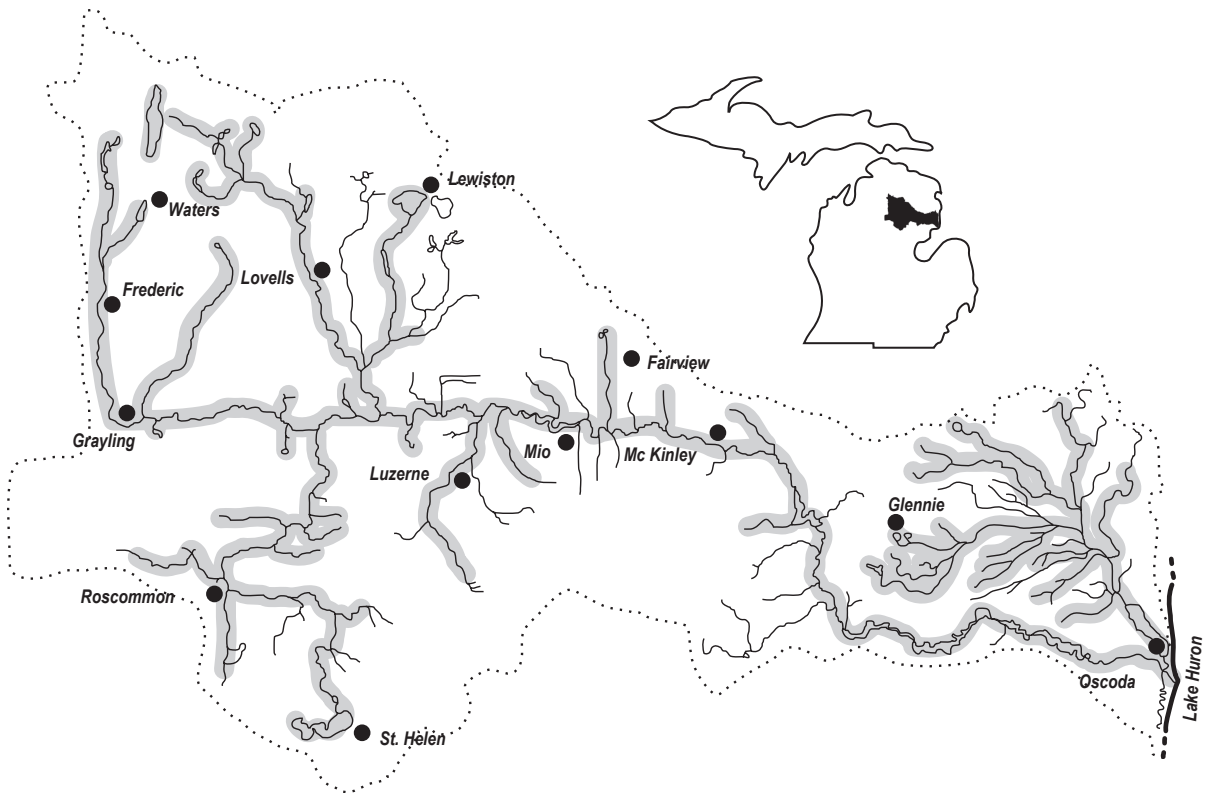 Lewiston
Waters
Lovells
Frederic
Fairview
Grayling
Mio
Mc Kinley
Luzerne
Glennie
Roscommon
Oscoda
Lake Huron
St. Helen